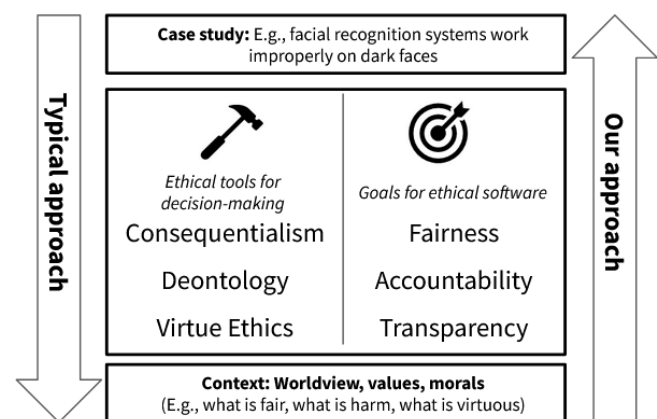 Case study: E.g., facial recognition systems work
improperly on dark faces
Typical approach
Ethical tools for
decision-making
Consequentialism
Deontology
Virtue Ethics
Goals for ethical software
Fairness
Accountability
Transparency
Our approach
Context: Worldview, values, morals
(E.g., what is fair, what is harm, what is virtuous)